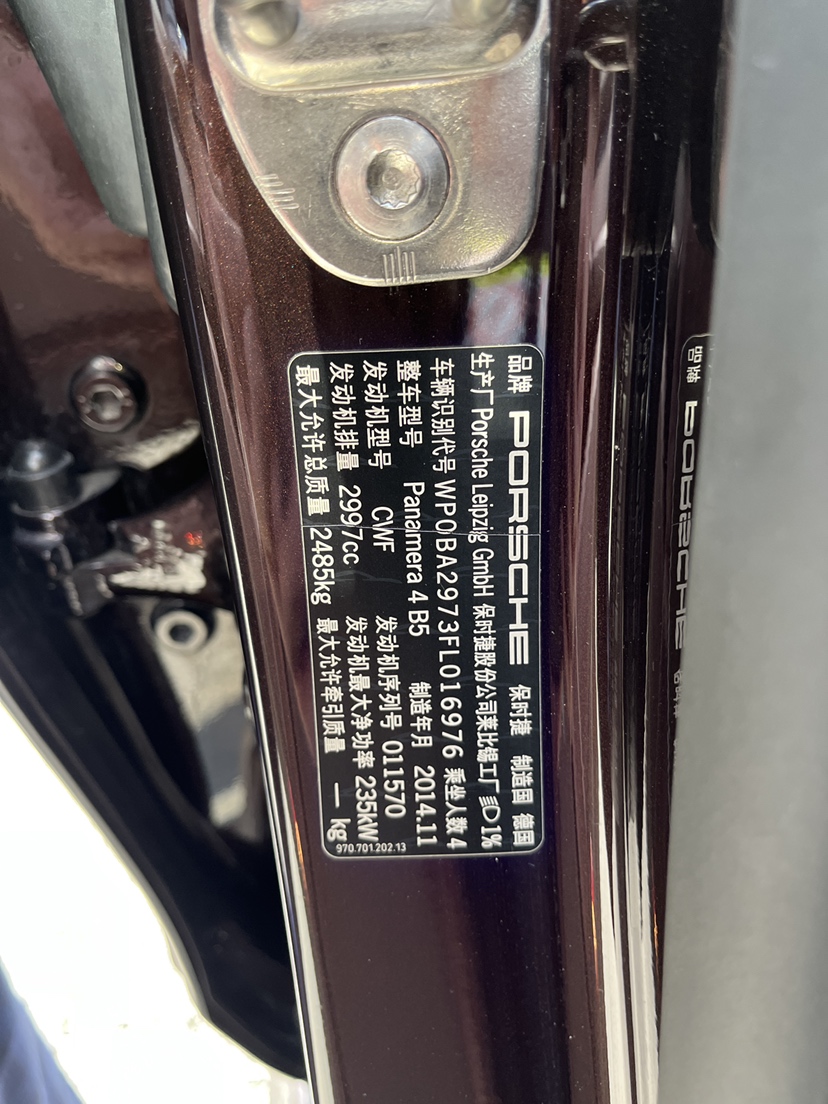 品牌 PORSCHE 保时捷 制造国 德国
生产厂 Porsche Leipzig GmbH 保时捷股份公司莱比锡工厂 1%
车辆识别代号 WP0BA2973FL016976 乘坐人数 4
整车型号 Panamera 4 B5 制造年月 2014.11
发动机型号 CWF 发动机序列号 011570
发动机排量 2997cc 发动机最大净功率 235kW
最大允许总质量 2485kg 最大允许牵引质量 — kg
970.701.202.13